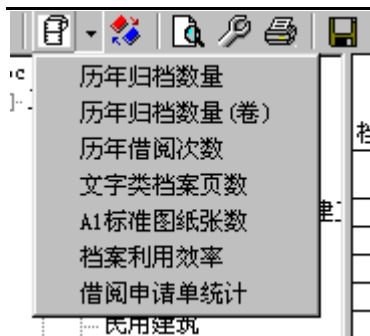 历年归档数量
历年归档数量(卷)
历年借阅次数
文字类档案页数
A1标准图纸张数
档案利用效率
借阅申请单统计
民用建筑